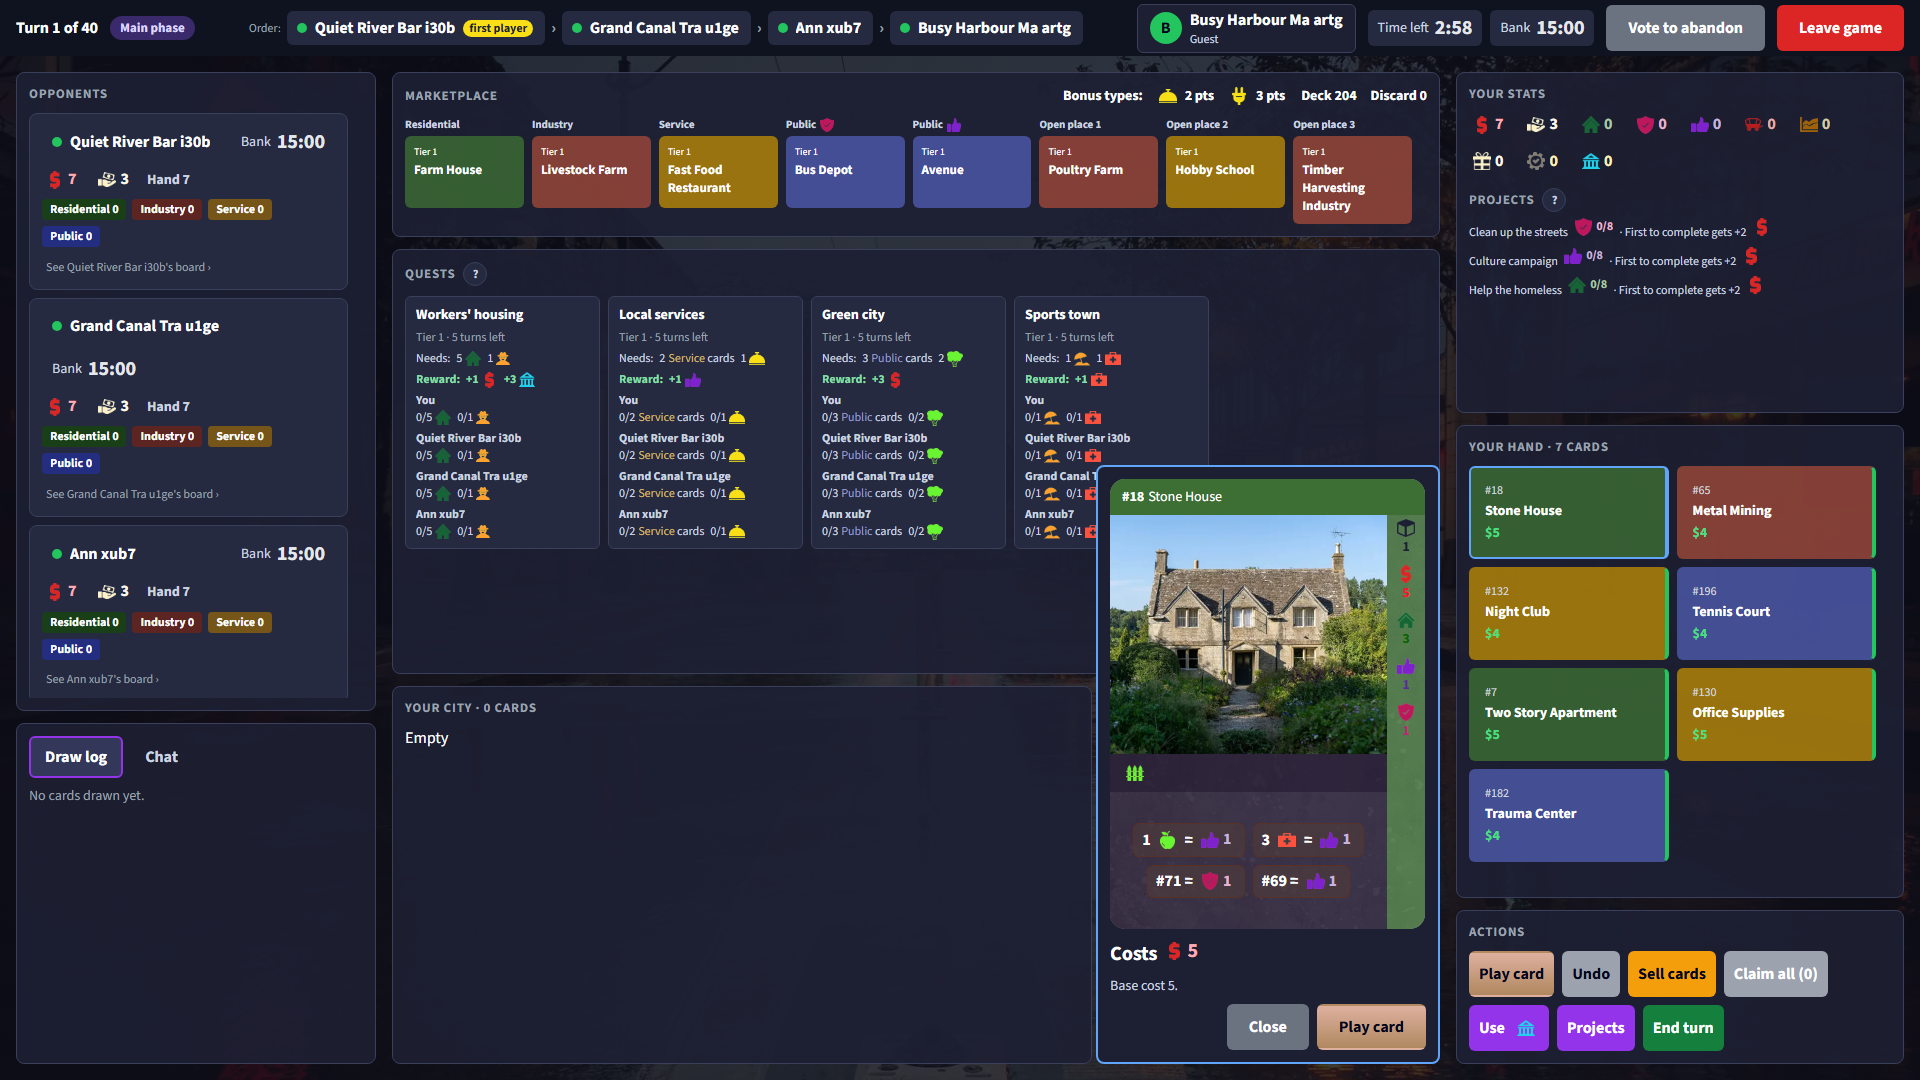 Turn 1 of 40
Main phase
Order:
Quiet River Bar i30b
first player
›
Grand Canal Tra u1ge
›
Ann xub7
›
Busy Harbour Ma artg
B
Busy Harbour Ma artg
Guest
Time left 2:58
Bank 15:00
Vote to abandon
Leave game
OPPONENTS
Quiet River Bar i30b
Bank 15:00
7 3 Hand 7
Residential 0 Industry 0 Service 0
Public 0
See Quiet River Bar i30b's board ›
Grand Canal Tra u1ge
Bank 15:00
7 3 Hand 7
Residential 0 Industry 0 Service 0
Public 0
See Grand Canal Tra u1ge's board ›
Ann xub7
Bank 15:00
7 3 Hand 7
Residential 0 Industry 0 Service 0
Public 0
See Ann xub7's board ›
Draw log
Chat
No cards drawn yet.
MARKETPLACE
Bonus types: 2 pts 3 pts Deck 204 Discard 0
Residential
Tier 1
Farm House
Industry
Tier 1
Livestock Farm
Service
Tier 1
Fast Food
Restaurant
Public
Tier 1
Bus Depot
Public
Tier 1
Avenue
Open place 1
Tier 1
Poultry Farm
Open place 2
Tier 1
Hobby School
Open place 3
Tier 1
Timber
Harvesting
Industry
QUESTS ?
Workers' housing
Tier 1 · 5 turns left
Needs: 5 1
Reward: +1 +3
You
0/5 0/1
Quiet River Bar i30b
0/5 0/1
Grand Canal Tra u1ge
0/5 0/1
Ann xub7
0/5 0/1
Local services
Tier 1 · 5 turns left
Needs: 2 Service cards 1
Reward: +1
You
0/2 Service cards 0/1
Quiet River Bar i30b
0/2 Service cards 0/1
Grand Canal Tra u1ge
0/2 Service cards 0/1
Ann xub7
0/2 Service cards 0/1
Green city
Tier 1 · 5 turns left
Needs: 3 Public cards 2
Reward: +3
You
0/3 Public cards 0/2
Quiet River Bar i30b
0/3 Public cards 0/2
Grand Canal Tra u1ge
0/3 Public cards 0/2
Ann xub7
0/3 Public cards 0/2
Sports town
Tier 1 · 5 turns left
Needs: 1 1
Reward: +1
You
0/1 0/1
Quiet River Bar i30b
0/1 0/1
Grand Canal T
0/1 0/1
Ann xub7
0/1 0/1
YOUR CITY · 0 CARDS
Empty
#18 Stone House
1
5
3
1
1
1 = 1
3 = 1
#71 = 1
#69 = 1
Costs 5
Base cost 5.
Close
Play card
YOUR STATS
7 3 0 0 0 0 0
0 0 0
PROJECTS ?
Clean up the streets 0/8 · First to complete gets +2
Culture campaign 0/8 · First to complete gets +2
Help the homeless 0/8 · First to complete gets +2
YOUR HAND · 7 CARDS
#18
Stone House
$5
#65
Metal Mining
$4
#132
Night Club
$4
#196
Tennis Court
$4
#7
Two Story Apartment
$5
#130
Office Supplies
$5
#182
Trauma Center
$4
ACTIONS
Play card
Undo
Sell cards
Claim all (0)
Use
Projects
End turn